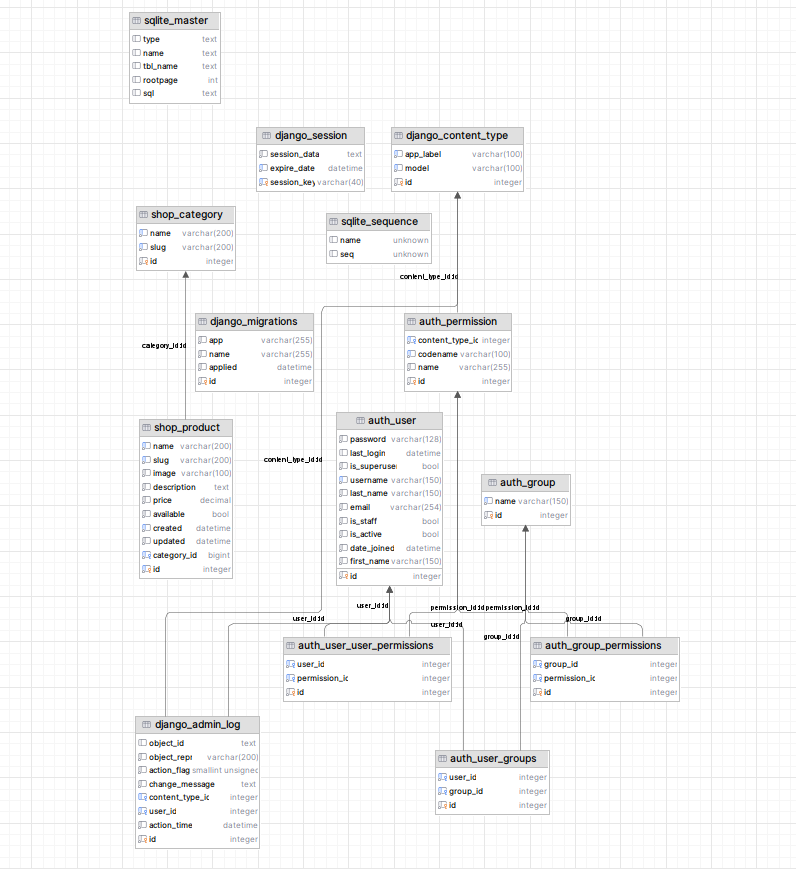 sqlite_master
type text
name text
tbl_name text
rootpage int
sql text
django_session
session_data text
expire_date datetime
session_key varchar(40)
django_content_type
app_label varchar(100)
model varchar(100)
id integer
shop_category
name varchar(200)
slug varchar(200)
id integer
sqlite_sequence
name unknown
seq unknown
content_type_id:id
django_migrations
app varchar(255)
name varchar(255)
applied datetime
id integer
auth_permission
content_type_id integer
codename varchar(100)
name varchar(255)
id integer
category_id:id
shop_product
name varchar(200)
slug varchar(200)
image varchar(100)
description text
price decimal
available bool
created datetime
updated datetime
category_id bigint
id integer
content_type_id:id
auth_user
password varchar(128)
last_login datetime
is_superuser bool
username varchar(150)
last_name varchar(150)
email varchar(254)
is_staff bool
is_active bool
date_joined datetime
first_name varchar(150)
id integer
auth_group
name varchar(150)
id integer
user_id:id
permission_id:id permission_id:id
user_id:id
user_id:id
group_id:id
group_id:id
auth_user_user_permissions
user_id integer
permission_id integer
id integer
auth_group_permissions
group_id integer
permission_id integer
id integer
django_admin_log
object_id text
object_repr varchar(200)
action_flag smallint unsigned
change_message text
content_type_id integer
user_id integer
action_time datetime
id integer
auth_user_groups
user_id integer
group_id integer
id integer